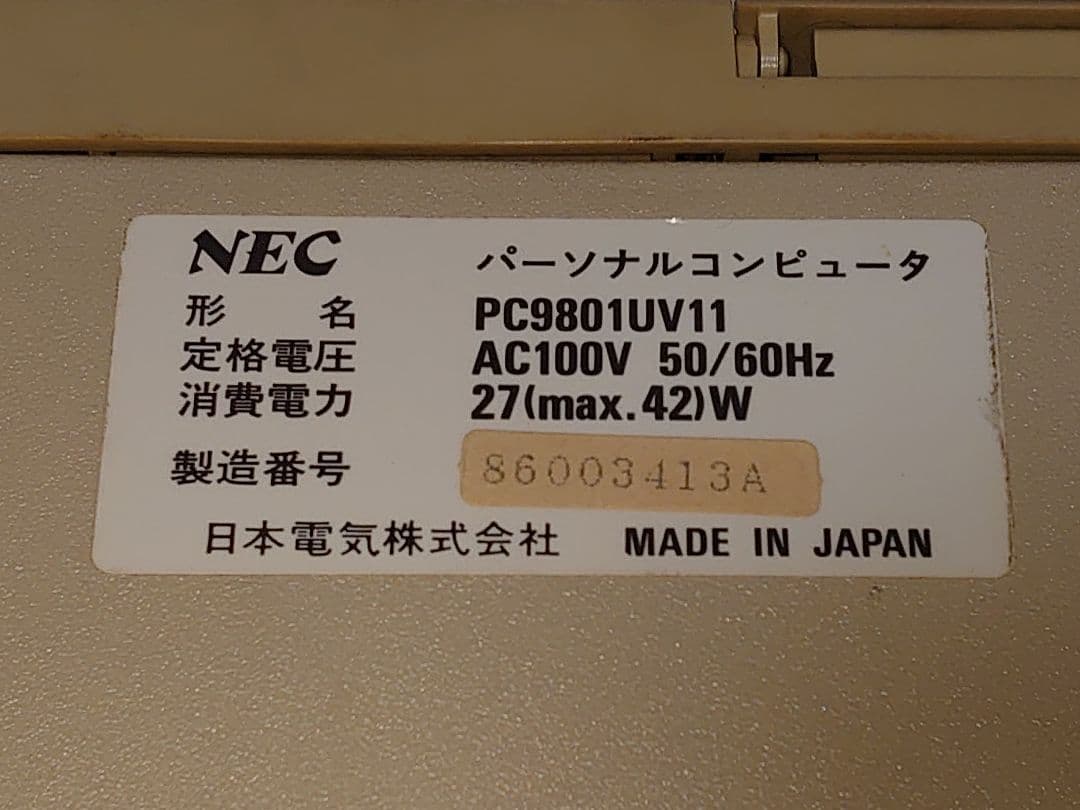 NEC パーソナルコンピュータ
形 名 PC9801UV11
定格電圧 AC100V 50/60Hz
消費電力 27(max.42)W
製造番号 86003413A
日本電気株式会社 MADE IN JAPAN